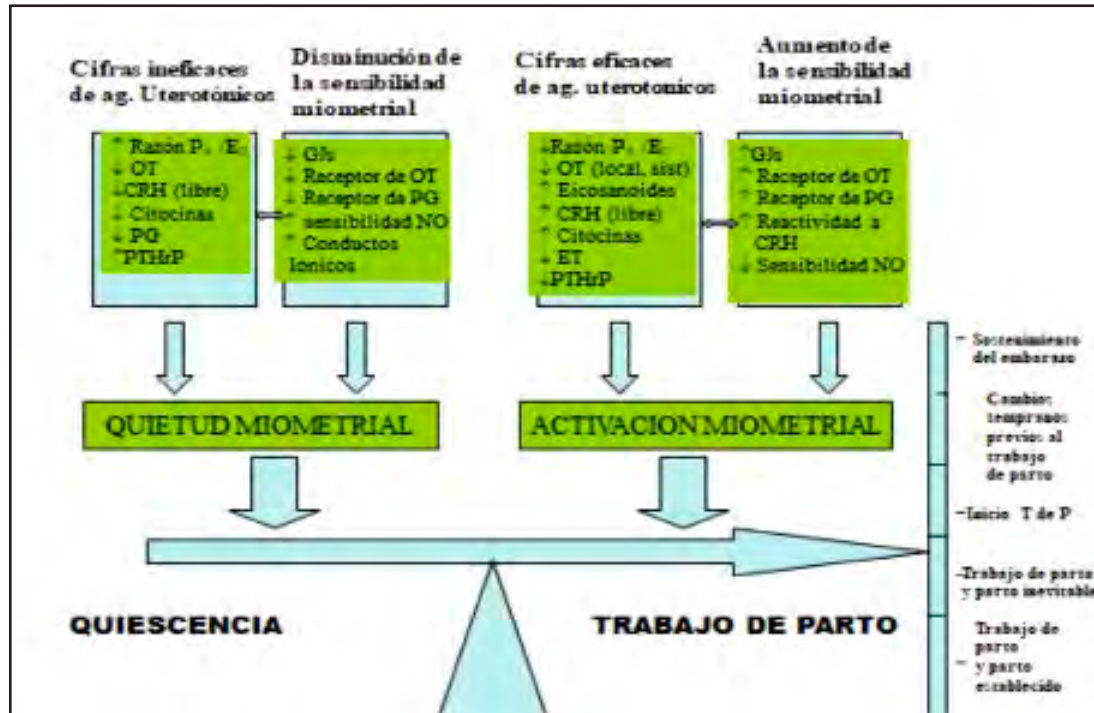 Cifras ineficaces
de ag. Uterotónicos
Disminución de
la sensibilidad
miometrial
Cifras eficaces
de ag. uterotonicos
Aumento de
la sensibilidad
miometrial
↑ Razón P₄ /E₂
↓ OT
↓CRH (libre)
↓ Citocinas
↓ PG
↑PTHrP
↓ GJs
↓ Receptor de OT
↓ Receptor de PG
sensibilidad NO
↑ Conductos
Ionicos
↓Razón P₄ /E₂
↓ OT (local, sist)
↑ Eicosanoides
↑ CRH (libre)
↑ Citocinas
↓ ET
↓PTHrP
↑GJs
↑ Receptor de OT
↑ Receptor de PG
↑ Reactividad a
CRH
↓ Sensibilidad NO
QUIETUD MIOMETRIAL
ACTIVACION MIOMETRIAL
QUIESCENCIA
TRABAJO DE PARTO
– Sostenimiento
del embarazo
Cambios
tempranos
previos al
trabajo
de parto
–Inicio T de P
–Trabajo de parto
y parto inevitable
Trabajo de
parto
– y parto
establecido